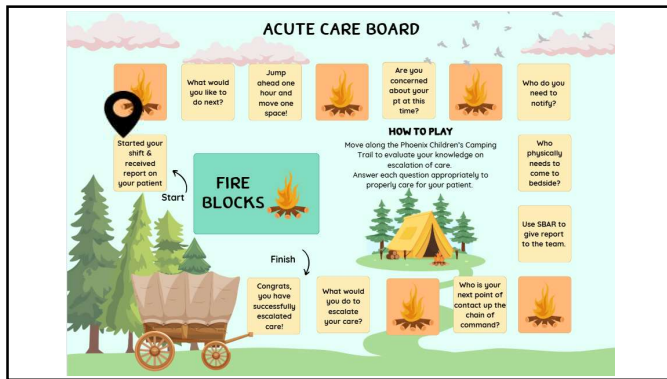 ACUTE CARE BOARD
What would
you like to
do next?
Jump
ahead one
hour and
move one
space!
Are you
concerned
about your
pt at this
time?
Who do you
need to
notify?
Started your
shift &
received
report on
your patient
Start
FIRE
BLOCKS
HOW TO PLAY
Move along the Phoenix Children's Camping
Trail to evaluate your knowledge on
escalation of care.
Answer each question appropriately to
properly care for your patient.
Who
physically
needs to
come to
bedside?
Use SBAR to
give report
to the team.
Finish
Congrats,
you have
successfully
escalated
care!
What would
you do to
escalate
your care?
Who is your
next point of
contact up the
chain of
command?